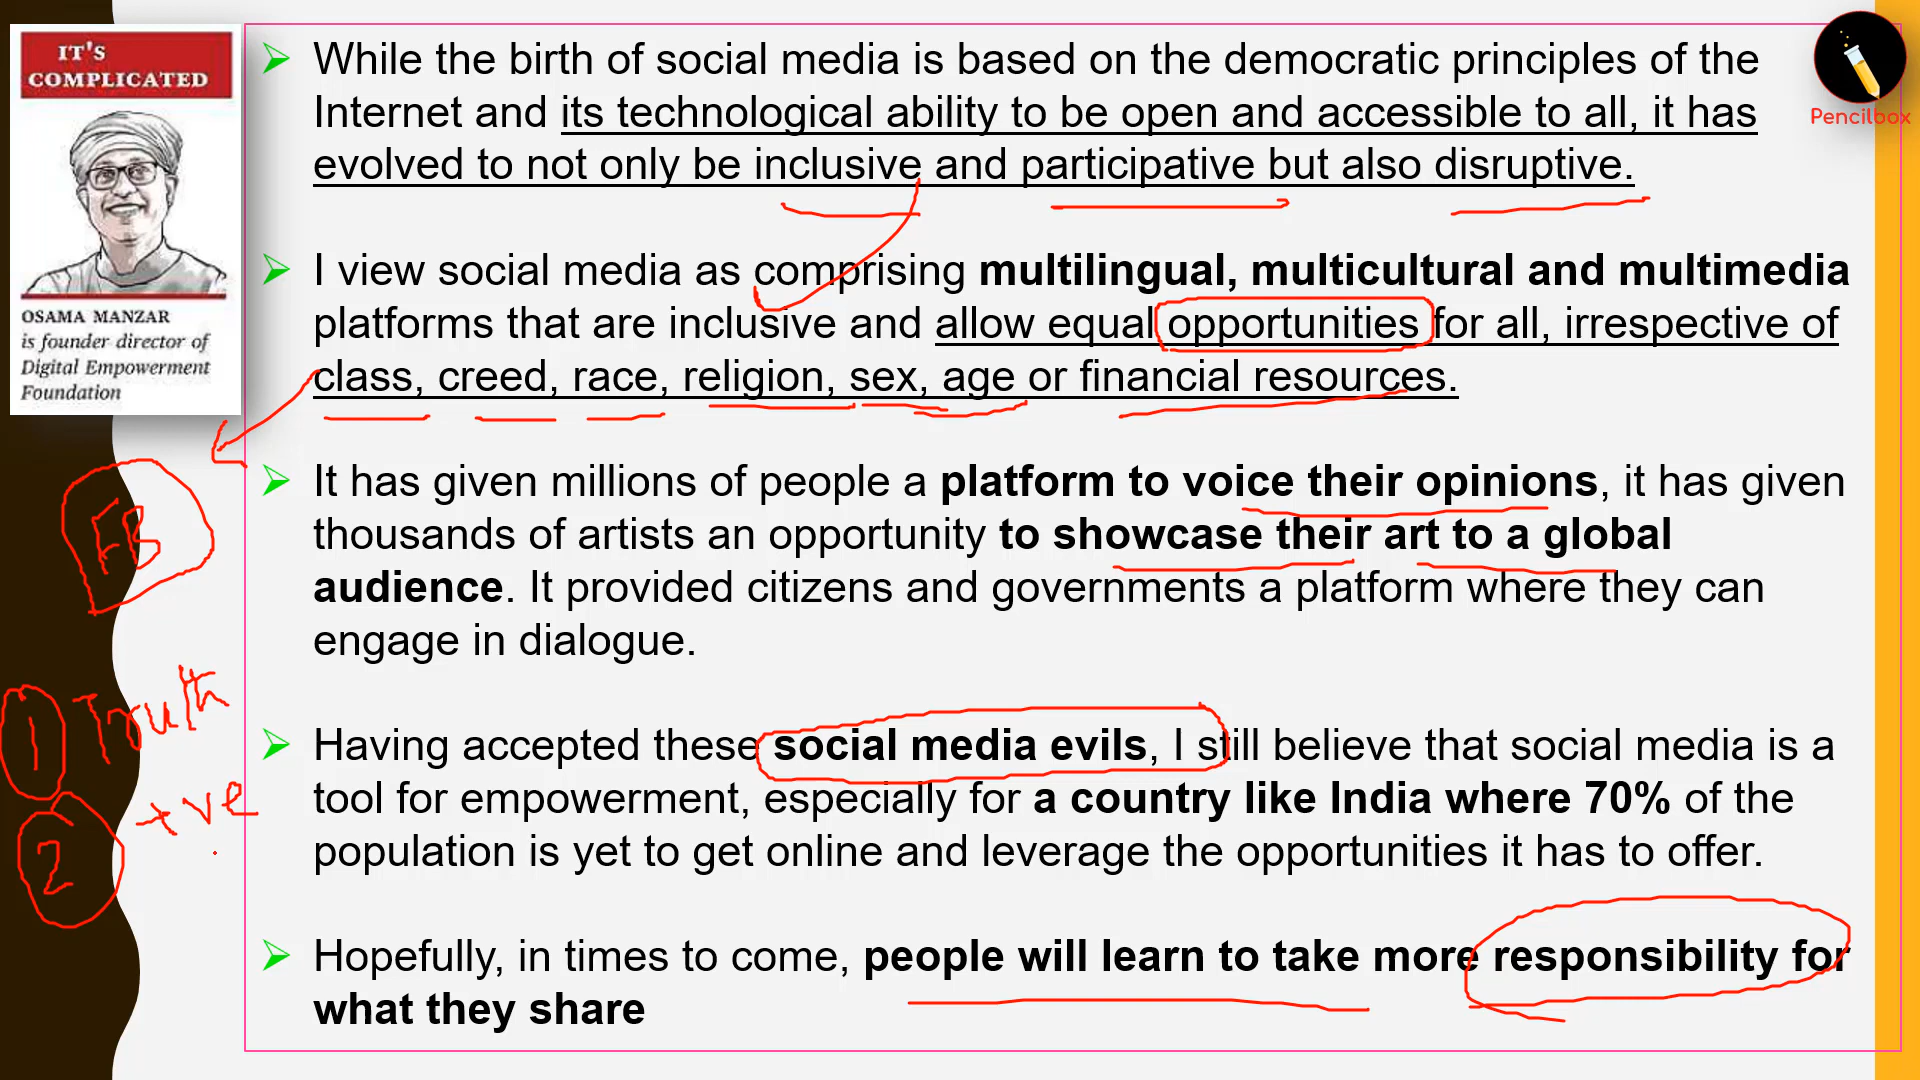 IT'S
COMPLICATED
OSAMA MANZAR
is founder director of
Digital Empowerment
Foundation
While the birth of social media is based on the democratic principles of the
Internet and its technological ability to be open and accessible to all, it has
evolved to not only be inclusive and participative but also disruptive.
I view social media as comprising multilingual, multicultural and multimedia
platforms that are inclusive and allow equal opportunities for all, irrespective of
class, creed, race, religion, sex, age or financial resources.
It has given millions of people a platform to voice their opinions, it has given
thousands of artists an opportunity to showcase their art to a global
audience. It provided citizens and governments a platform where they can
engage in dialogue.
Having accepted these social media evils, I still believe that social media is a
tool for empowerment, especially for a country like India where 70% of the
population is yet to get online and leverage the opportunities it has to offer.
Hopefully, in times to come, people will learn to take more responsibility for
what they share
Pencilbox
FB
1 Truth
2 +ve